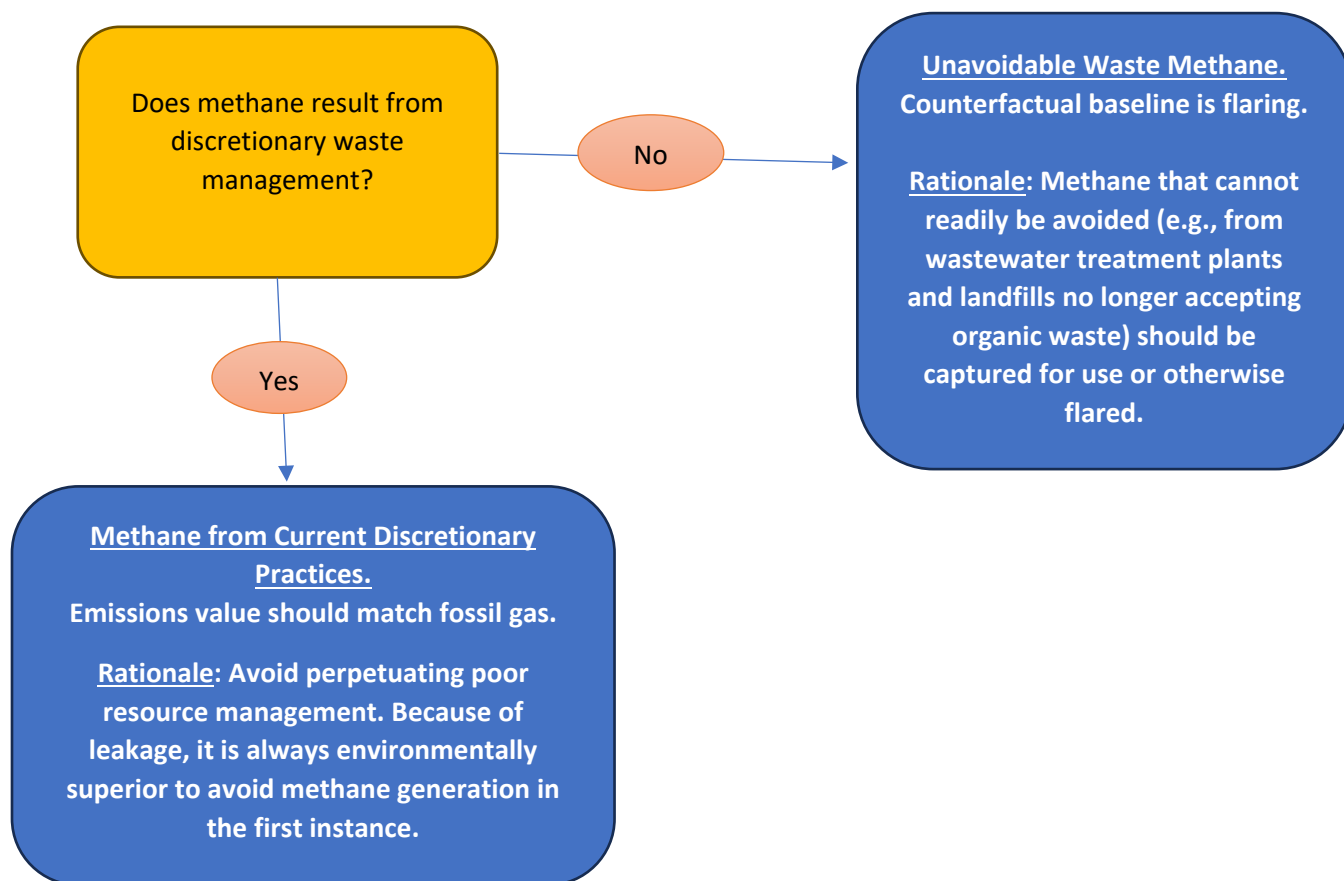 Does methane result from
discretionary waste
management?
No
Unavoidable Waste Methane.
Counterfactual baseline is flaring.
Rationale: Methane that cannot
readily be avoided (e.g., from
wastewater treatment plants
and landfills no longer accepting
organic waste) should be
captured for use or otherwise
flared.
Yes
Methane from Current Discretionary
Practices.
Emissions value should match fossil gas.
Rationale: Avoid perpetuating poor
resource management. Because of
leakage, it is always environmentally
superior to avoid methane generation in
the first instance.